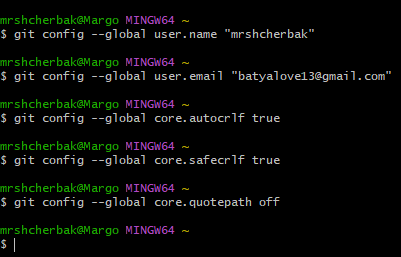 mrshcherbak@Margo MINGW64 ~
$ git config --global user.name "mrshcherbak"
mrshcherbak@Margo MINGW64 ~
$ git config --global user.email "batyalove13@gmail.com"
mrshcherbak@Margo MINGW64 ~
$ git config --global core.autocrlf true
mrshcherbak@Margo MINGW64 ~
$ git config --global core.safecrlf true
mrshcherbak@Margo MINGW64 ~
$ git config --global core.quotepath off
mrshcherbak@Margo MINGW64 ~
$